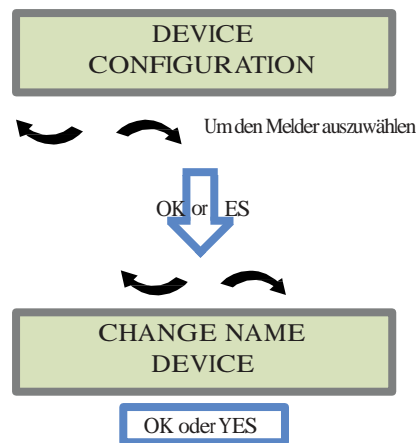 DEVICE
CONFIGURATION
Um den Melder auszuwählen
OK or ES
CHANGE NAME
DEVICE
OK oder YES